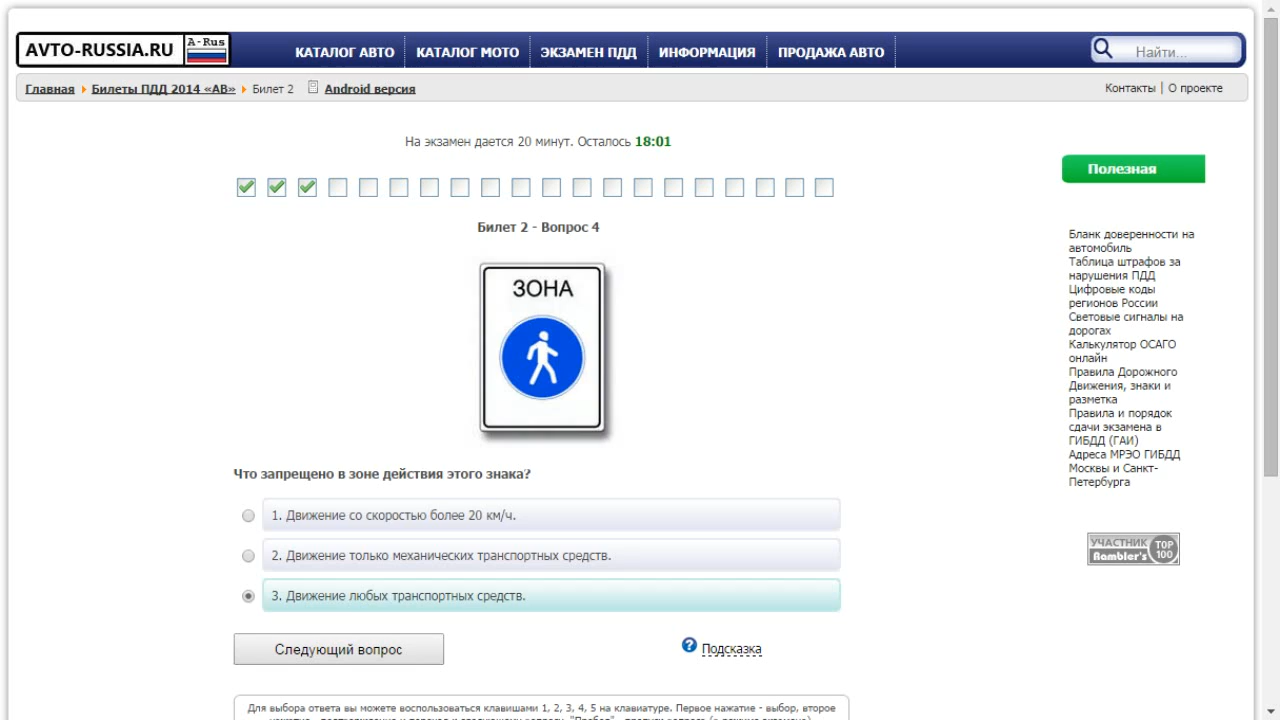 AVTO-RUSSIA.RU A-Rus
КАТАЛОГ АВТО КАТАЛОГ МОТО ЭКЗАМЕН ПДД ИНФОРМАЦИЯ ПРОДАЖА АВТО Найти...
Главная Билеты ПДД 2014 «АВ» Билет 2 Android версия Контакты | О проекте
На экзамен дается 20 минут. Осталось 18:01
Билет 2 - Вопрос 4
ЗОНА
Что запрещено в зоне действия этого знака?
1. Движение со скоростью более 20 км/ч.
2. Движение только механических транспортных средств.
3. Движение любых транспортных средств.
Следующий вопрос Подсказка
Для выбора ответа вы можете воспользоваться клавишами 1, 2, 3, 4, 5 на клавиатуре. Первое нажатие - выбор, второе
Полезная
Бланк доверенности на
автомобиль
Таблица штрафов за
нарушения ПДД
Цифровые коды
регионов России
Световые сигналы на
дорогах
Калькулятор ОСАГО
онлайн
Правила Дорожного
Движения, знаки и
разметка
Правила и порядок
сдачи экзамена в
ГИБДД (ГАИ)
Адреса МРЭО ГИБДД
Москвы и Санкт-
Петербурга
УЧАСТНИК TOP
Rambler's 100